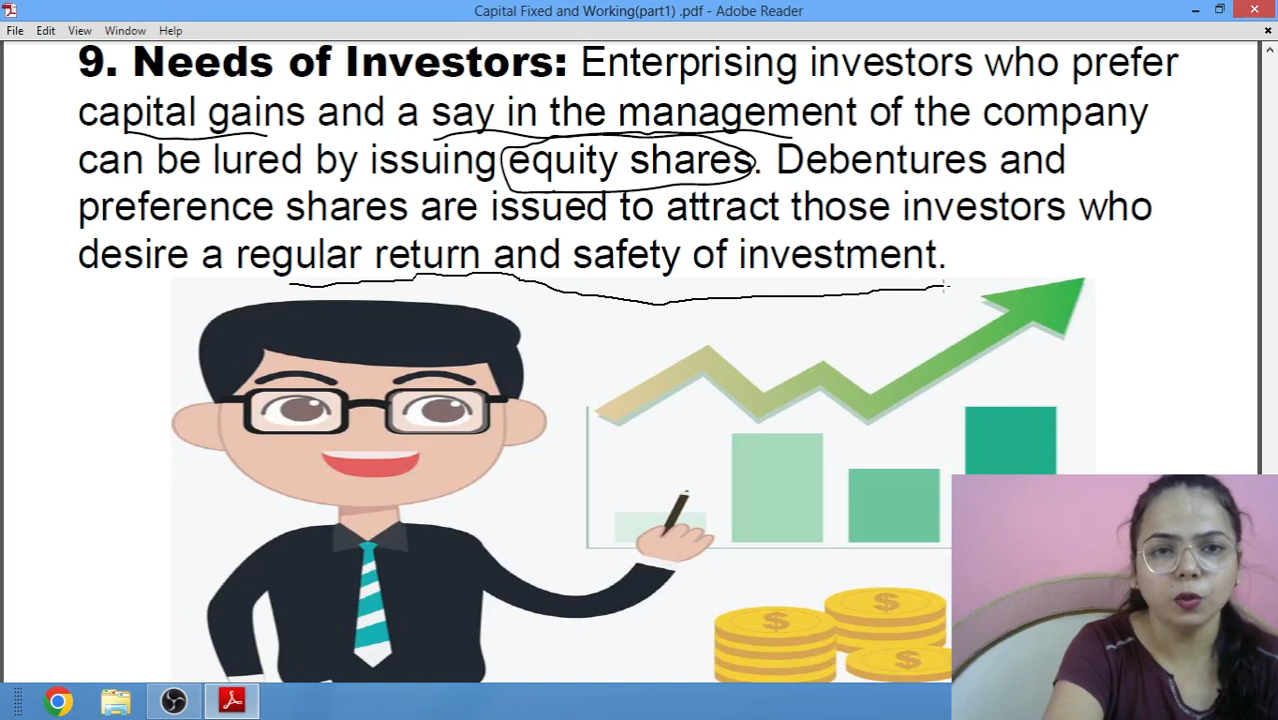 Capital Fixed and Working(part1) .pdf - Adobe Reader
File Edit View Window Help
9. Needs of Investors: Enterprising investors who prefer
capital gains and a say in the management of the company
can be lured by issuing equity shares. Debentures and
preference shares are issued to attract those investors who
desire a regular return and safety of investment.
$ $
$